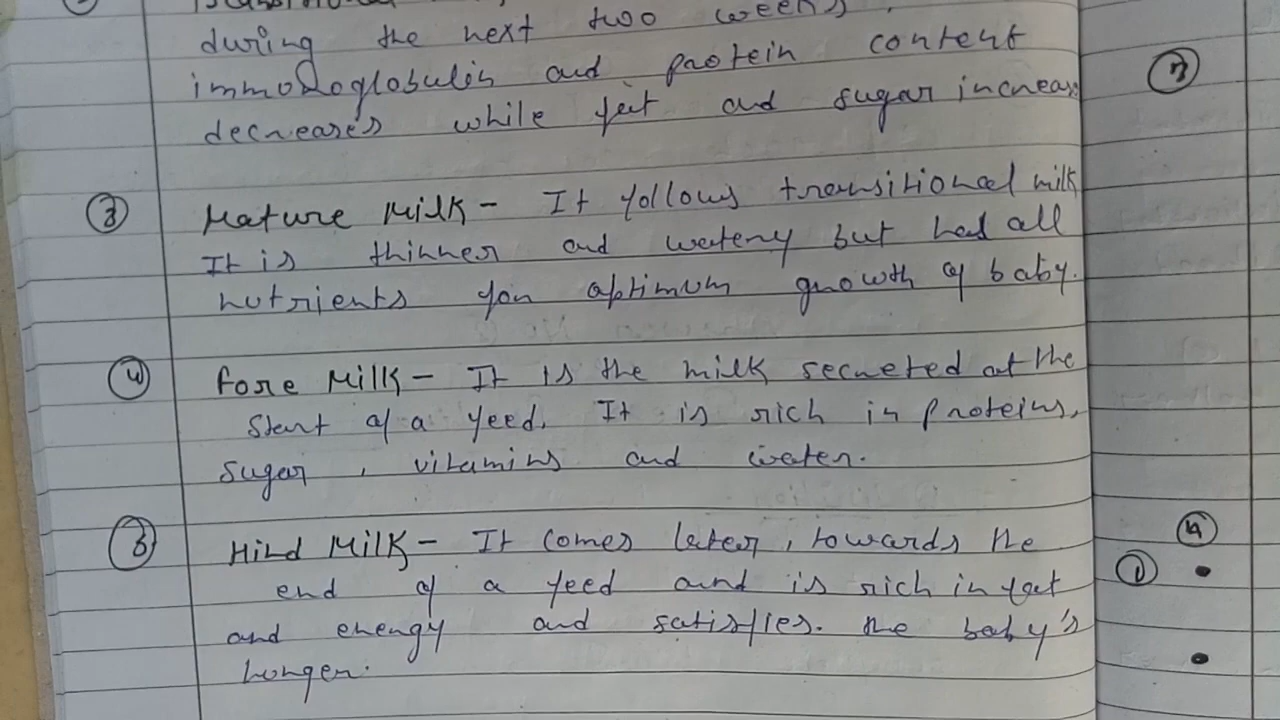 during the next two weeks,
immunoglobulin and protein content
decreases while fat and sugar increas
③ Mature Milk - It follows transitional milk
It is thinner and watery but had all
nutrients for optimum growth of baby.
④ Fore Milk - It is the milk secreted at the
start of a feed. It is rich in proteins,
sugar, vitamins and water.
⑤ Hind Milk - It comes later, towards the
end of a feed and is rich in fat
and energy and satisfies. the baby's
hunger.
④
① •
•